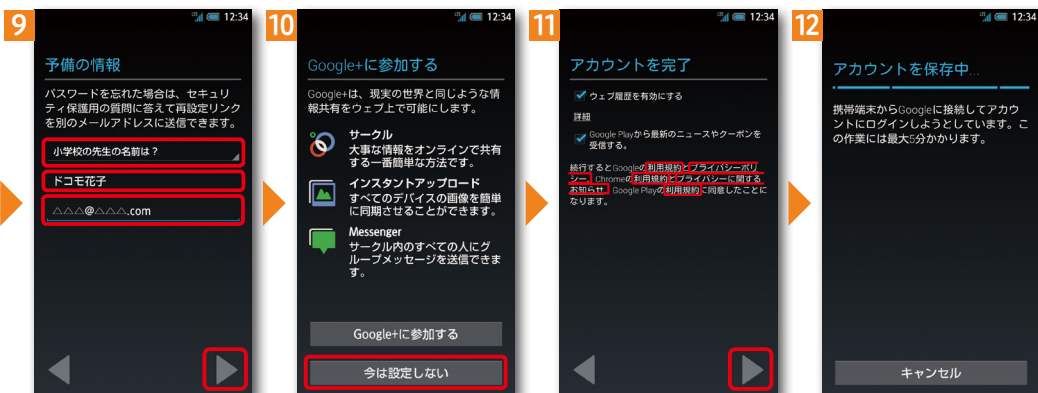 9
12:34
予備の情報
パスワードを忘れた場合は、セキュリ
ティ保護用の質問に答えて再設定リンク
を別のメールアドレスに送信できます。
小学校の先生の名前は？
ドコモ花子
△△△@△△△.com
10
12:34
Google+に参加する
Google+は、現実の世界と同じような情
報共有をウェブ上で可能にします。
サークル
大事な情報をオンラインで共有
する一番簡単な方法です。
インスタントアップロード
すべてのデバイスの画像を簡単
に同期させることができます。
Messenger
サークル内のすべての人にグ
ループメッセージを送信できま
す。
Google+に参加する
今は設定しない
11
12:34
アカウントを完了
ウェブ履歴を有効にする
詳細
Google Playから最新のニュースやクーポンを
受信する。
続行するとGoogleの利用規約とプライバシーポリ
シー、Chromeの利用規約とプライバシーに関する
お知らせ、Google Playの利用規約に同意したことに
なります。
12
12:34
アカウントを保存中...
携帯端末からGoogleに接続してアカウ
ントにログインしようとしています。こ
の作業には最大5分かかります。
キャンセル